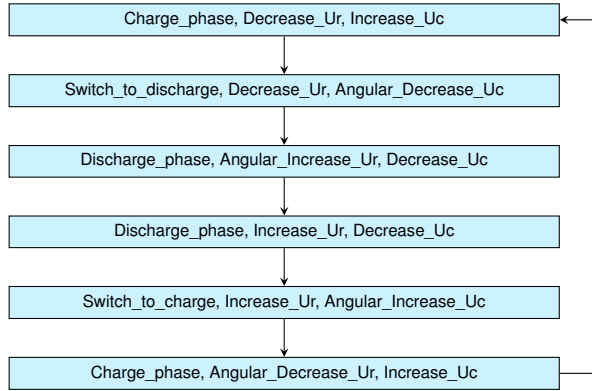 Charge_phase, Decrease_Ur, Increase_Uc
Switch_to_discharge, Decrease_Ur, Angular_Decrease_Uc
Discharge_phase, Angular_Increase_Ur, Decrease_Uc
Discharge_phase, Increase_Ur, Decrease_Uc
Switch_to_charge, Increase_Ur, Angular_Increase_Uc
Charge_phase, Angular_Decrease_Ur, Increase_Uc